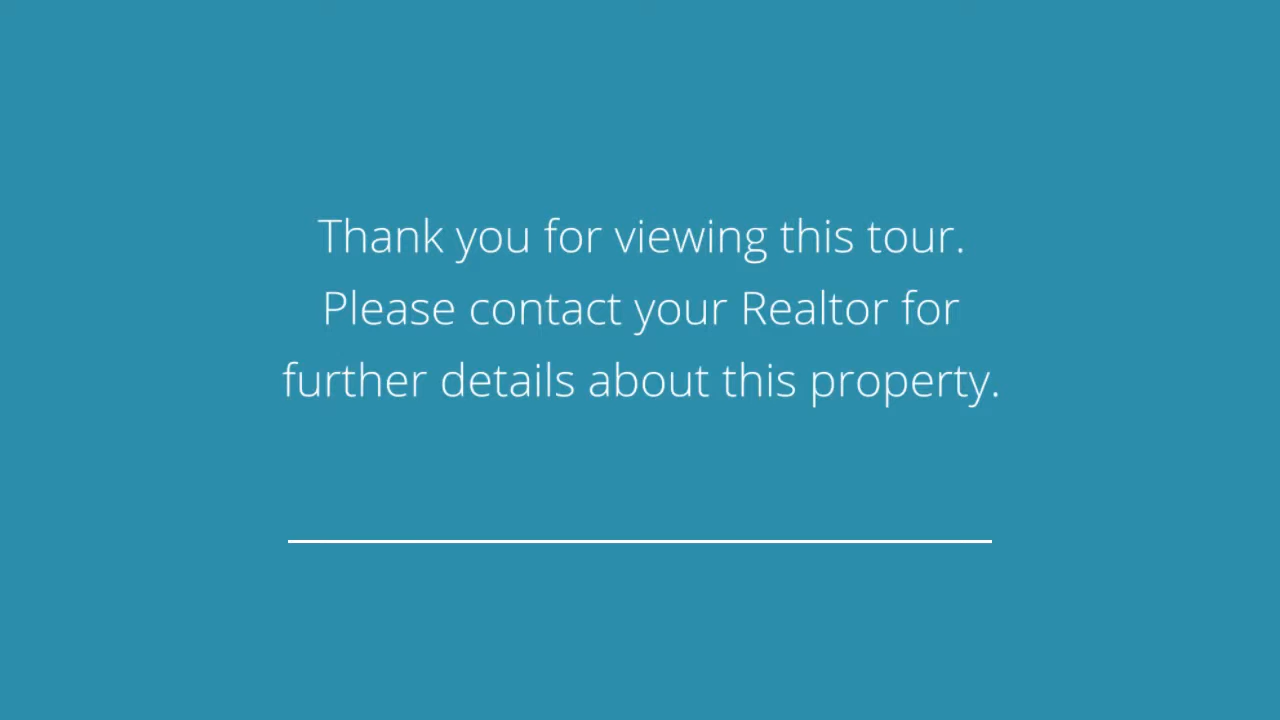 Thank you for viewing this tour.
Please contact your Realtor for
further details about this property.